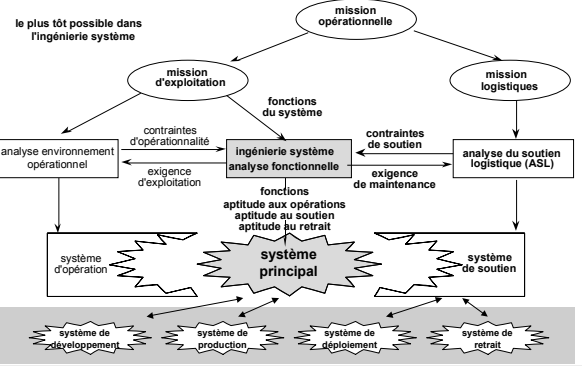 le plus tôt possible dans
l'ingénierie système
mission
opérationnelle
mission
d'exploitation
mission
logistiques
fonctions
du système
analyse environnement
opérationnel
contraintes
d'opérationnalité
exigence
d'exploitation
ingénierie système
analyse fonctionnelle
contraintes
de soutien
exigence
de maintenance
analyse du soutien
logistique (ASL)
fonctions
aptitude aux opérations
aptitude au soutien
aptitude au retrait
système
d'opération
système
principal
système
de soutien
système de
développement
système de
production
système de
déploiement
système de
retrait